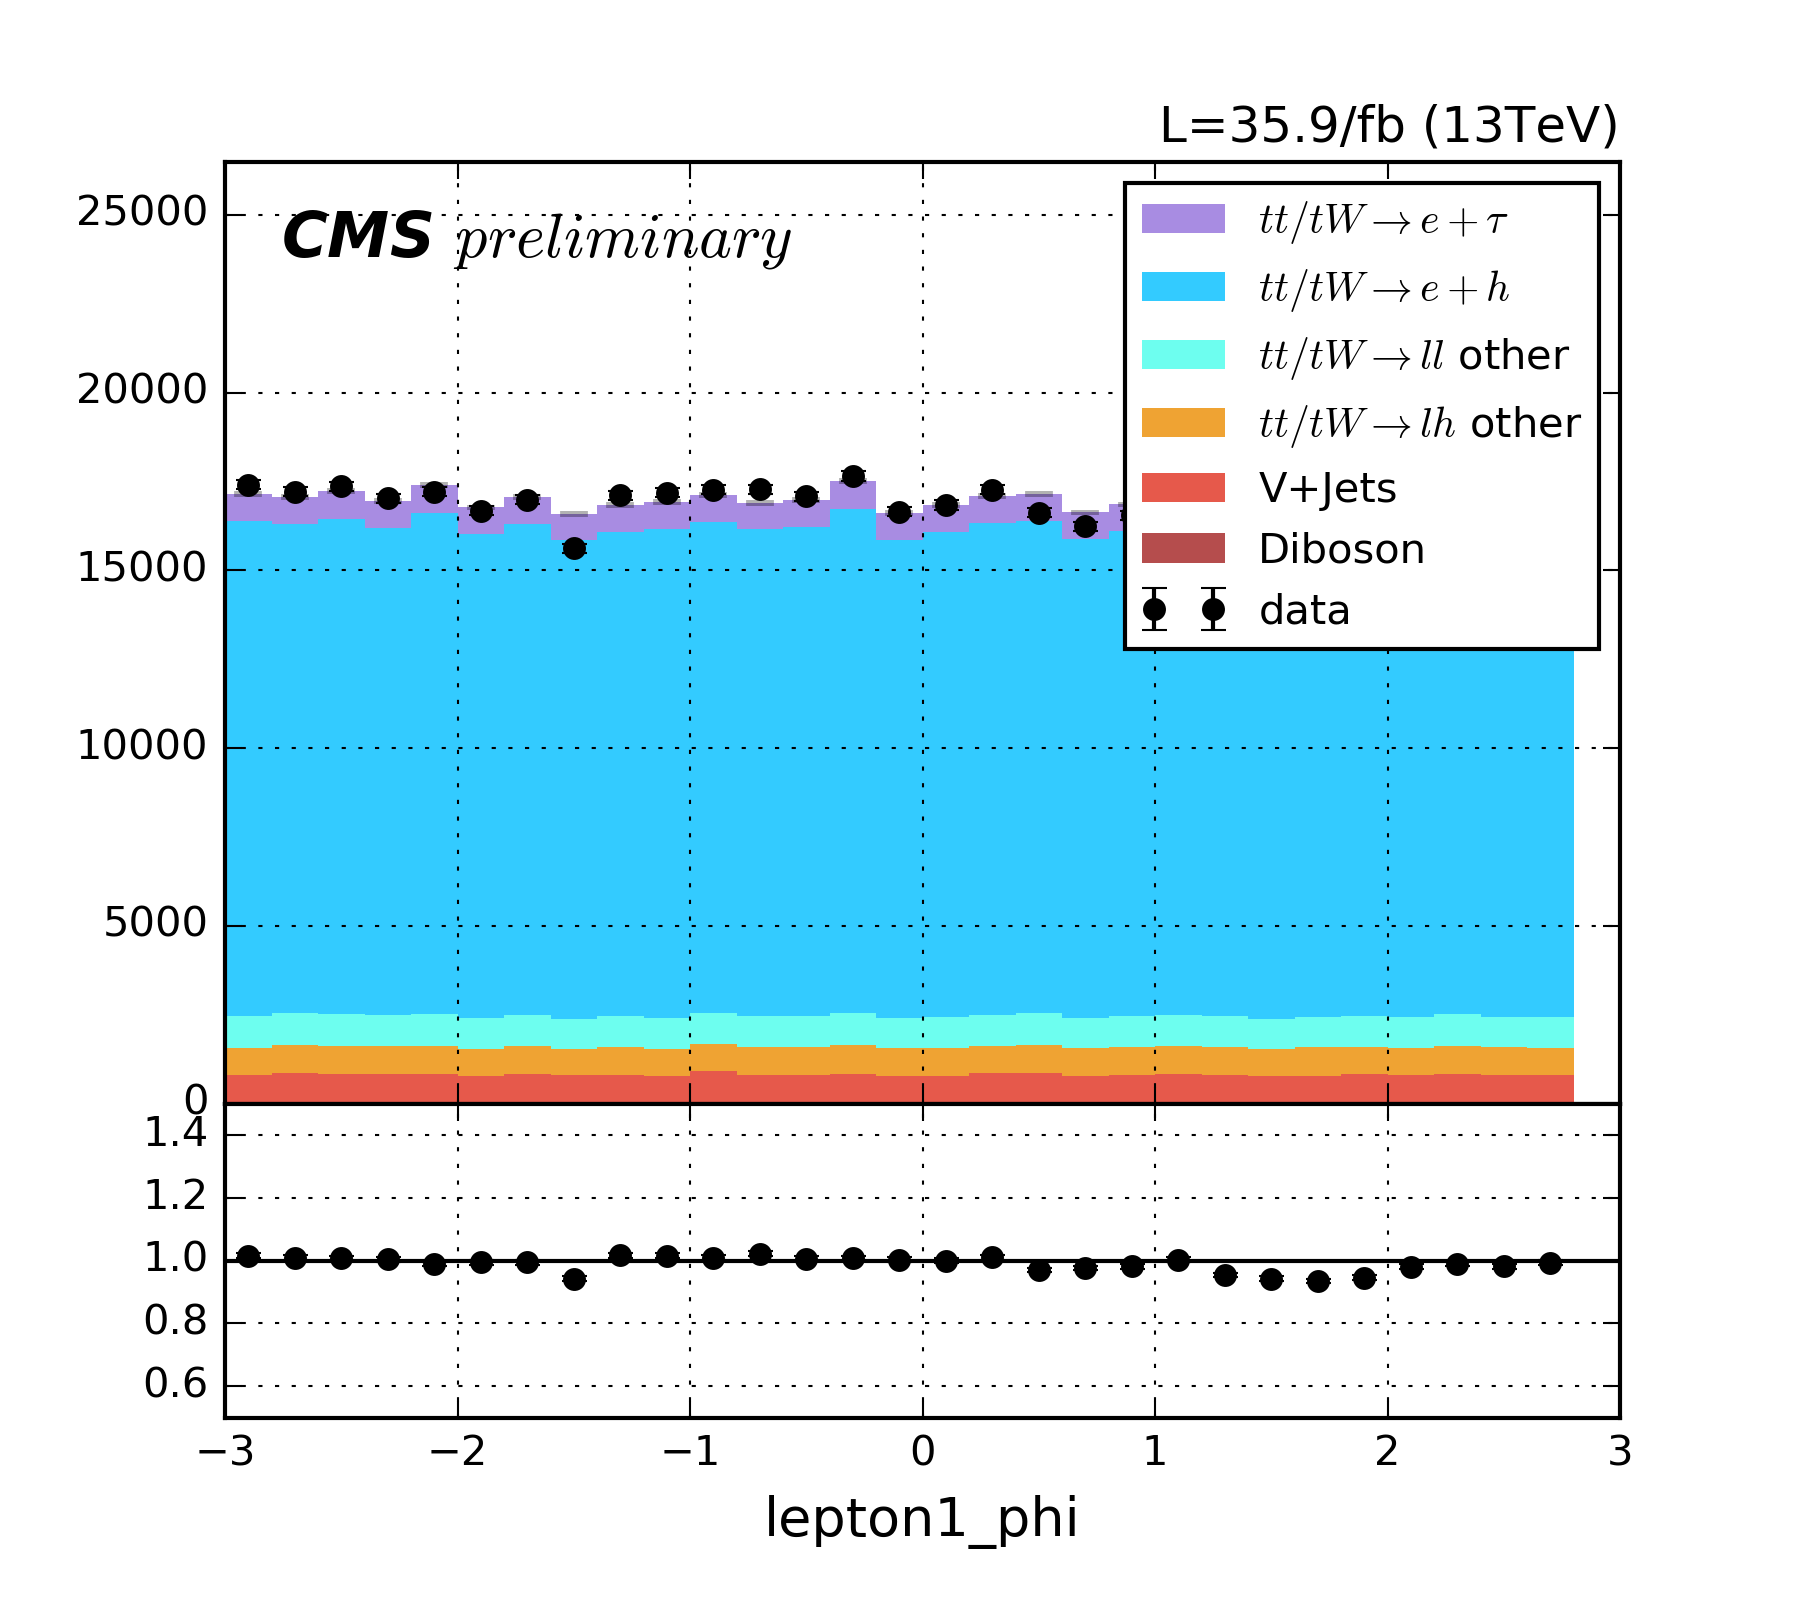 L=35.9/fb (13TeV)
CMS preliminary
25000
20000
15000
10000
5000
0
tt/tW→e+τ
tt/tW→e+h
tt/tW→ll other
tt/tW→lh other
V+Jets
Diboson
data
1.4
1.2
1.0
0.8
0.6
−3 −2 −1 0 1 2 3
lepton1_phi